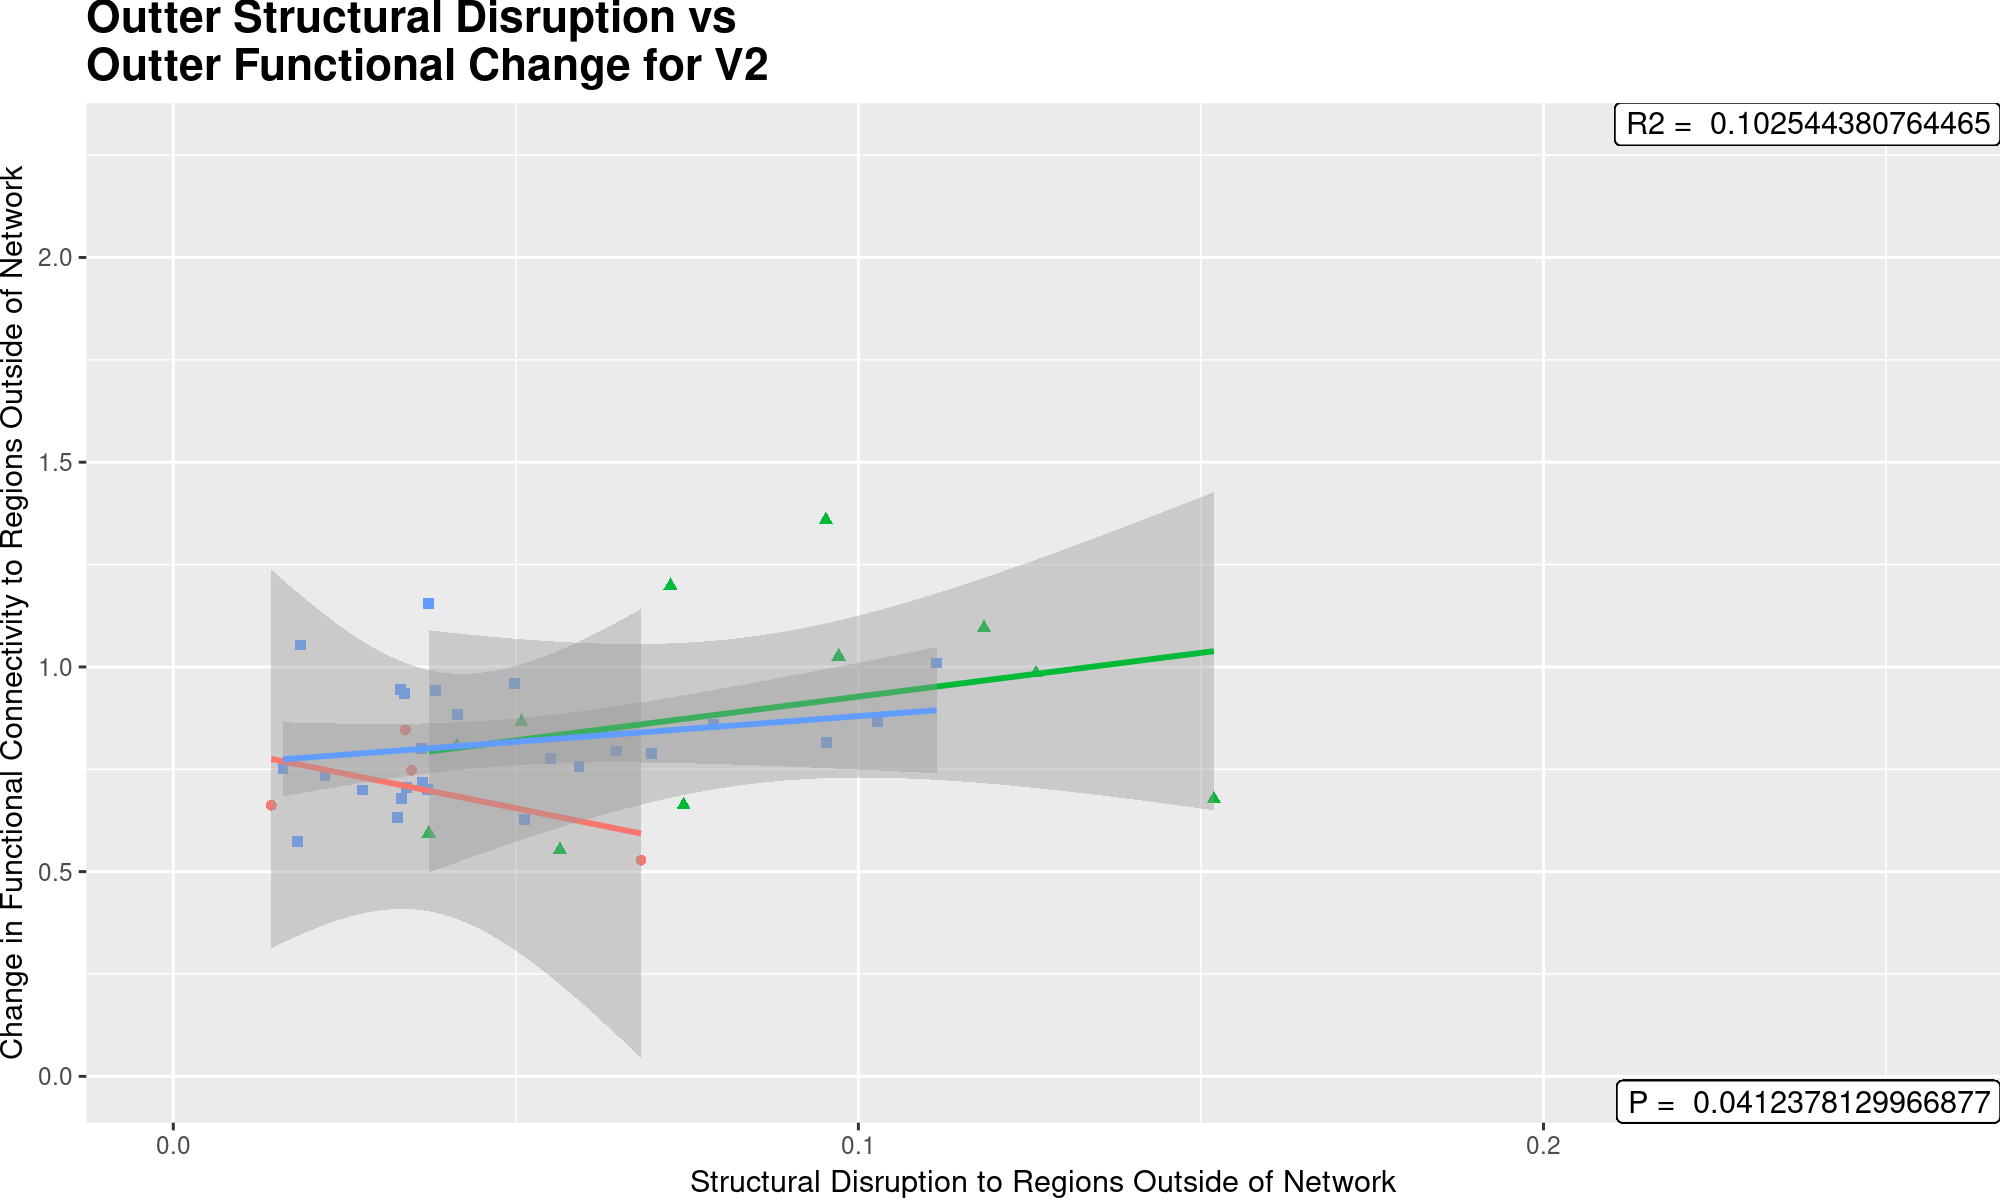 Outter Structural Disruption vs
Outter Functional Change for V2
R2 =  0.102544380764465
Change in Functional Connectivity to Regions Outside of Network
2.0
1.5
1.0
0.5
0.0
P =  0.0412378129966877
0.0
0.1
0.2
Structural Disruption to Regions Outside of Network